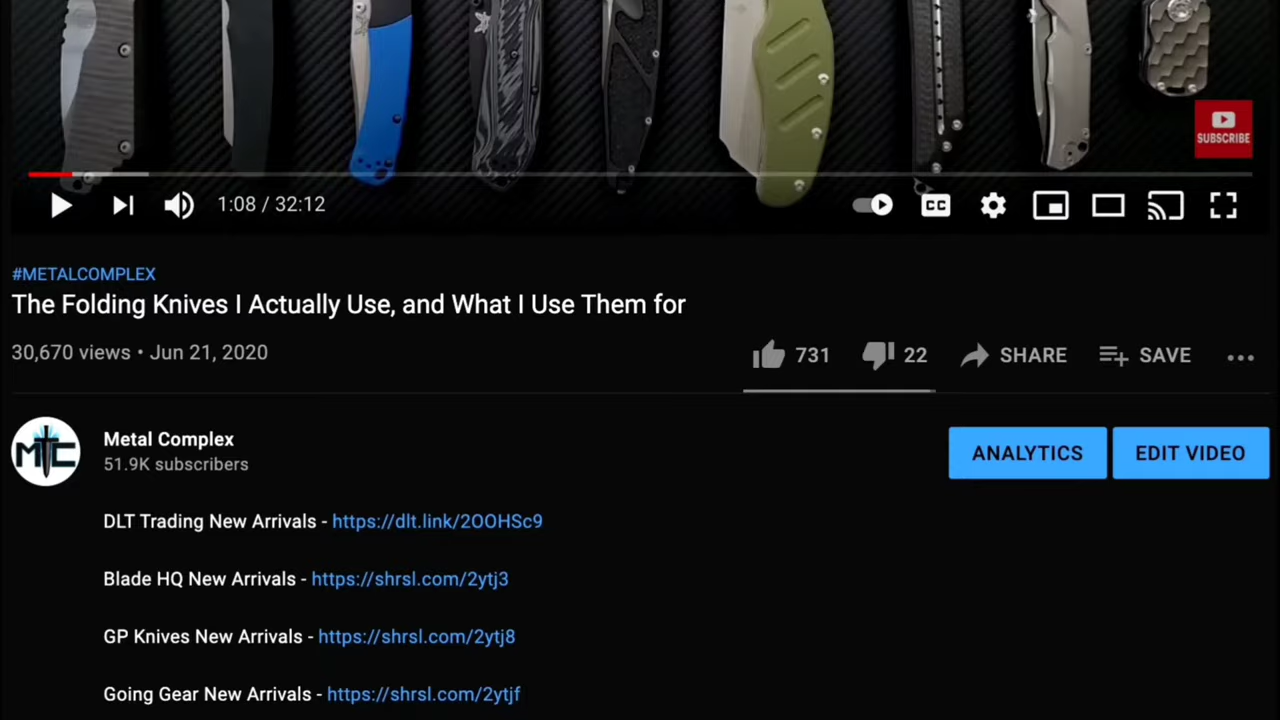 SUBSCRIBE
1:08 / 32:12
CC
#METALCOMPLEX
The Folding Knives I Actually Use, and What I Use Them for
30,670 views • Jun 21, 2020
731
22
SHARE
SAVE
MTC
Metal Complex
51.9K subscribers
ANALYTICS
EDIT VIDEO
DLT Trading New Arrivals - https://dlt.link/2OOHSc9
Blade HQ New Arrivals - https://shrsl.com/2ytj3
GP Knives New Arrivals - https://shrsl.com/2ytj8
Going Gear New Arrivals - https://shrsl.com/2ytjf